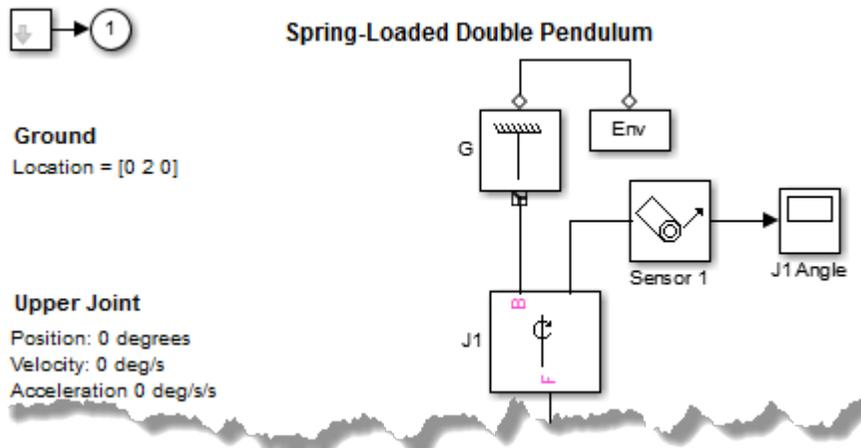 1
Spring-Loaded Double Pendulum
Ground
Location = [0 2 0]
G
Env
Sensor 1
J1 Angle
Upper Joint
Position: 0 degrees
Velocity: 0 deg/s
Acceleration 0 deg/s/s
J1
B
F